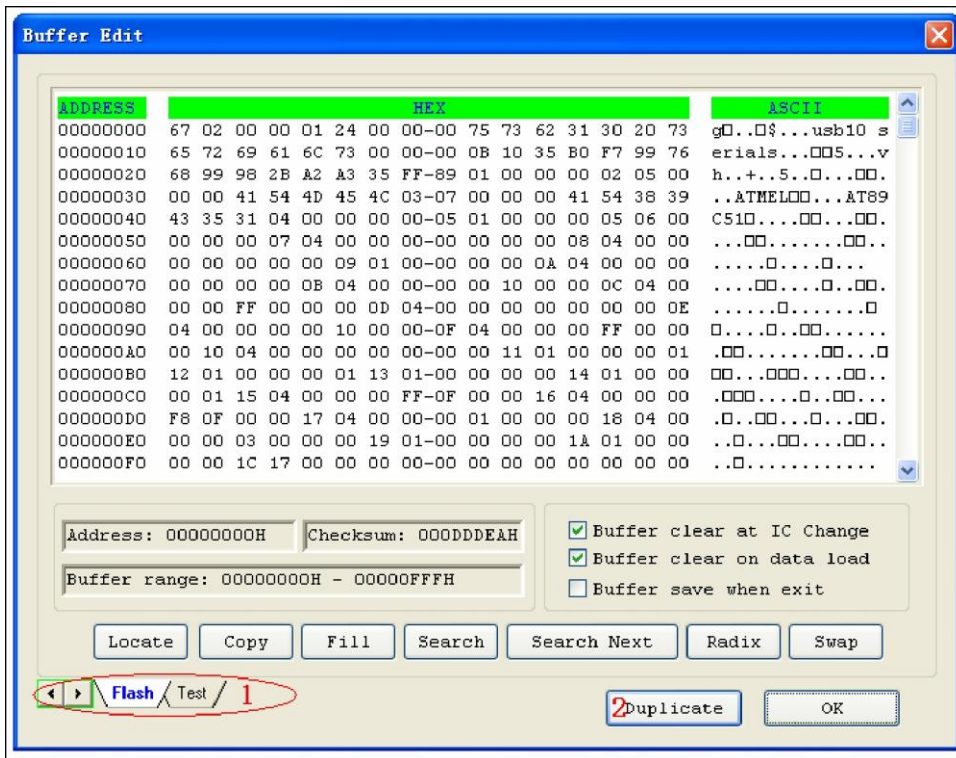 Buffer Edit
ADDRESS HEX ASCII
00000000 67 02 00 00 01 24 00 00-00 75 73 62 31 30 20 73 g□..□$...usb10 s
00000010 65 72 69 61 6C 73 00 00-00 0B 10 35 B0 F7 99 76 erials...□□5...v
00000020 68 99 98 2B A2 A3 35 FF-89 01 00 00 00 02 05 00 h..+..5..□...□□.
00000030 00 00 41 54 4D 45 4C 03-07 00 00 00 41 54 38 39 ..ATMEL□□...AT89
00000040 43 35 31 04 00 00 00 00-05 01 00 00 00 05 06 00 C51□....□□...□□.
00000050 00 00 00 07 04 00 00 00-00 00 00 00 08 04 00 00 ...□□.......□□..
00000060 00 00 00 00 00 09 01 00-00 00 00 0A 04 00 00 00 .....□....□...
00000070 00 00 00 00 0B 04 00 00-00 00 10 00 00 0C 04 00 ....□□....□..□□.
00000080 00 00 FF 00 00 00 0D 04-00 00 00 00 00 00 00 0E ......□........□
00000090 04 00 00 00 00 10 00 00-0F 04 00 00 00 FF 00 00 □....□..□□......
000000A0 00 10 04 00 00 00 00 00-00 00 11 01 00 00 00 01 .□□.......□□...□
000000B0 12 01 00 00 00 01 13 01-00 00 00 00 14 01 00 00 □□...□□□....□□..
000000C0 00 01 15 04 00 00 00 FF-0F 00 00 16 04 00 00 00 .□□□....□..□□...
000000D0 F8 0F 00 00 17 04 00 00-00 01 00 00 00 18 04 00 .□..□□...□...□□.
000000E0 00 00 03 00 00 00 19 01-00 00 00 00 1A 01 00 00 ..□...□□....□□..
000000F0 00 00 1C 17 00 00 00 00-00 00 00 00 00 00 00 00 ..□.............
Address: 00000000H Checksum: 000DDDEAH
Buffer range: 00000000H - 00000FFFH
Buffer clear at IC Change
Buffer clear on data load
Buffer save when exit
Locate Copy Fill Search Search Next Radix Swap
Flash Test 1
2 Duplicate OK